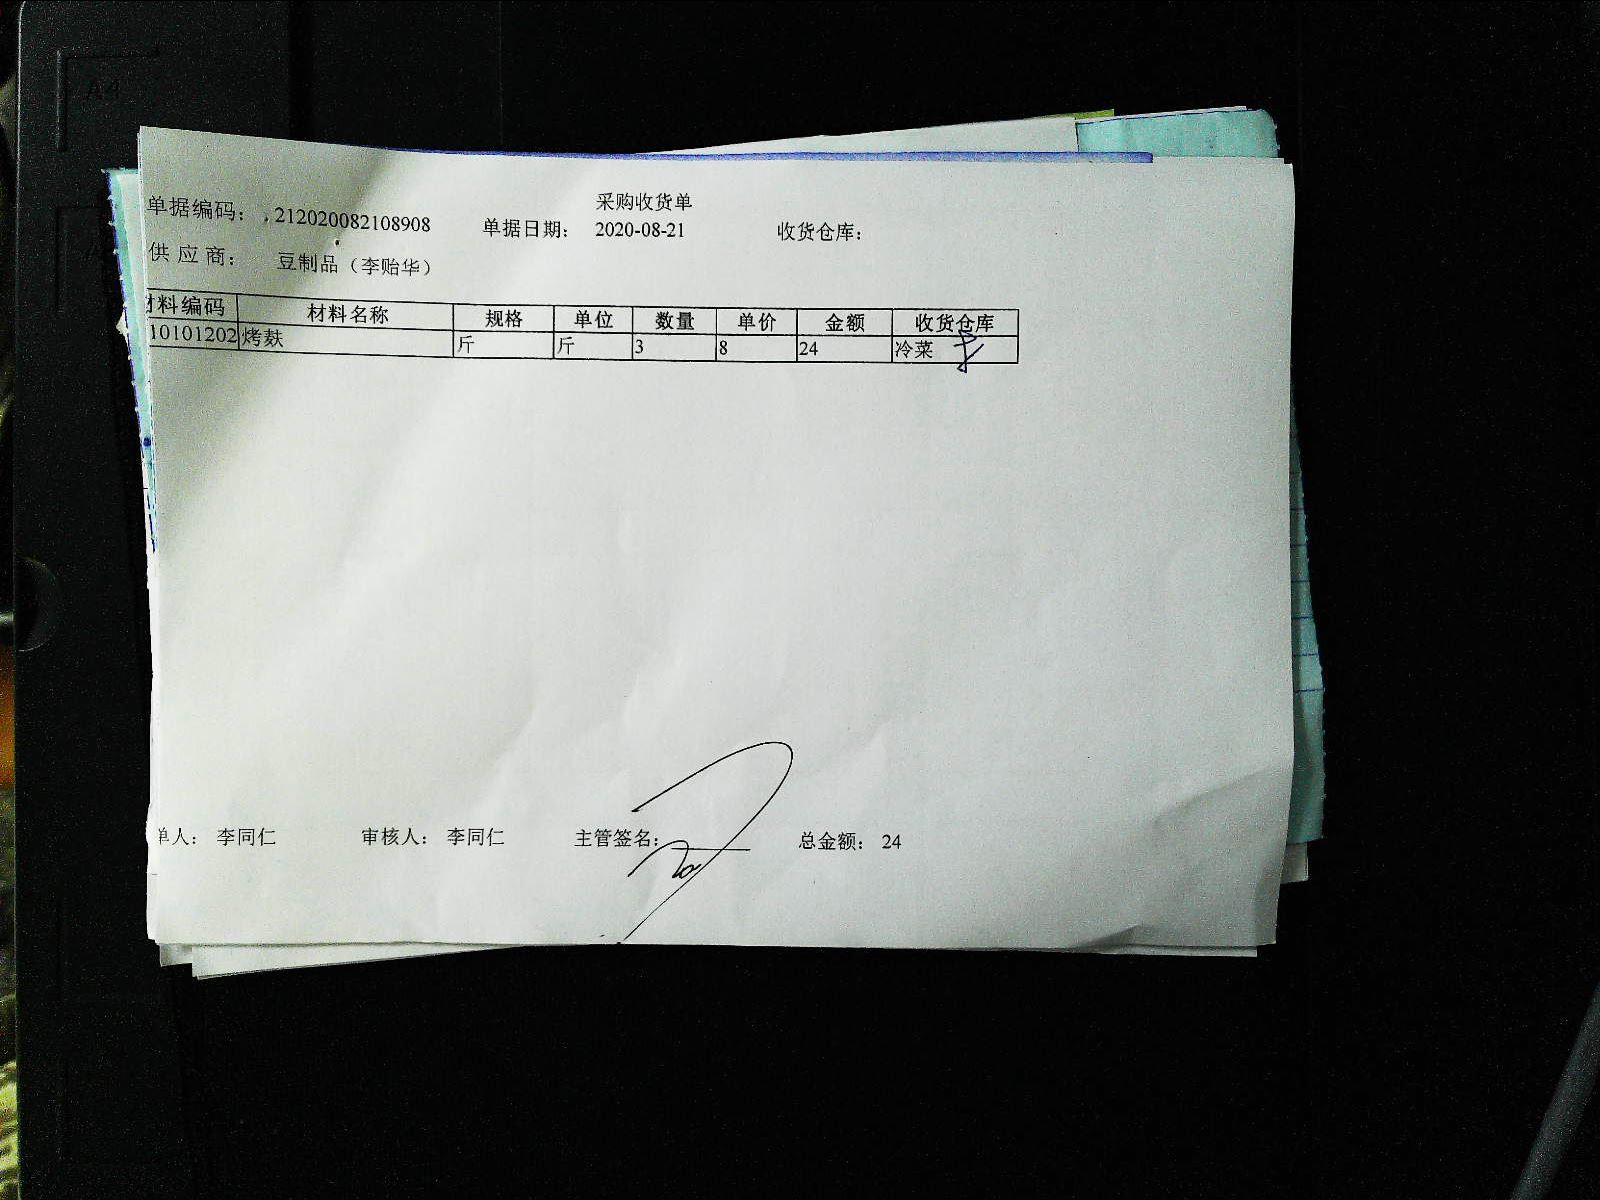 采购收货单
单据编码： 212020082108908 单据日期： 2020-08-21 收货仓库：
供应商： 豆制品（李贻华）
材料编码 材料名称 规格 单位 数量 单价 金额 收货仓库
10101202 烤麸 斤 斤 3 8 24 冷菜
单人： 李同仁 审核人： 李同仁 主管签名： 总金额： 24